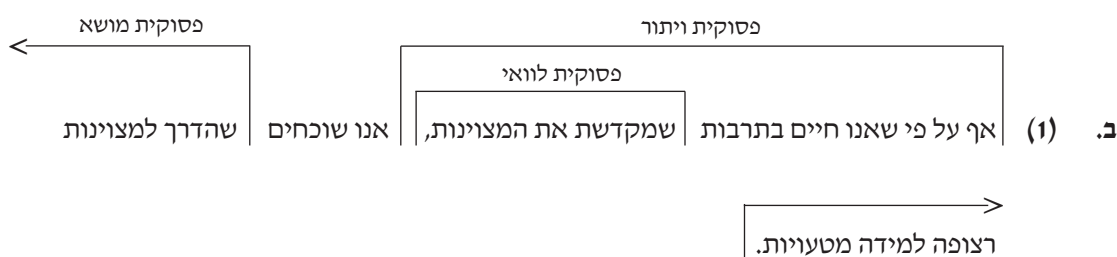 פסוקית מושא פסוקית ויתור
פסוקית לוואי
ב. (1) אף על פי שאנו חיים בתרבות שמקדשת את המצוינות, אנו שוכחים שהדרך למצוינות
רצופה למידה מטעויות.